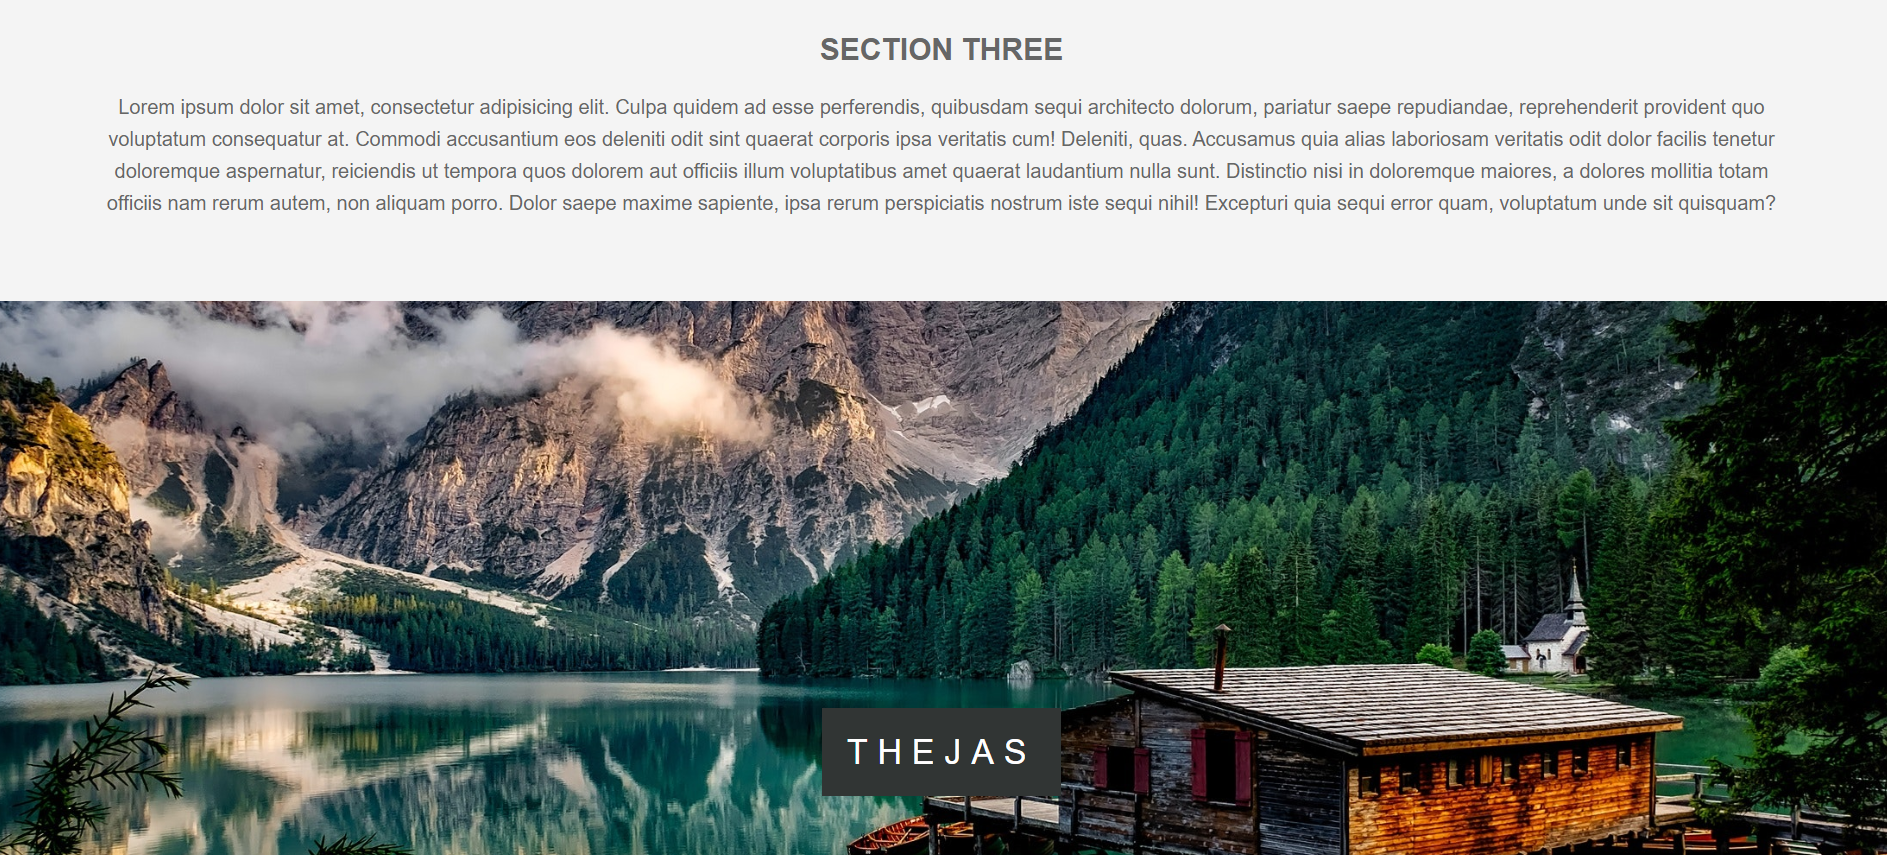 SECTION THREE
Lorem ipsum dolor sit amet, consectetur adipisicing elit. Culpa quidem ad esse perferendis, quibusdam sequi architecto dolorum, pariatur saepe repudiandae, reprehenderit provident quo
voluptatum consequatur at. Commodi accusantium eos deleniti odit sint quaerat corporis ipsa veritatis cum! Deleniti, quas. Accusamus quia alias laboriosam veritatis odit dolor facilis tenetur
doloremque aspernatur, reiciendis ut tempora quos dolorem aut officiis illum voluptatibus amet quaerat laudantium nulla sunt. Distinctio nisi in doloremque maiores, a dolores mollitia totam
officiis nam rerum autem, non aliquam porro. Dolor saepe maxime sapiente, ipsa rerum perspiciatis nostrum iste sequi nihil! Excepturi quia sequi error quam, voluptatum unde sit quisquam?
THEJAS